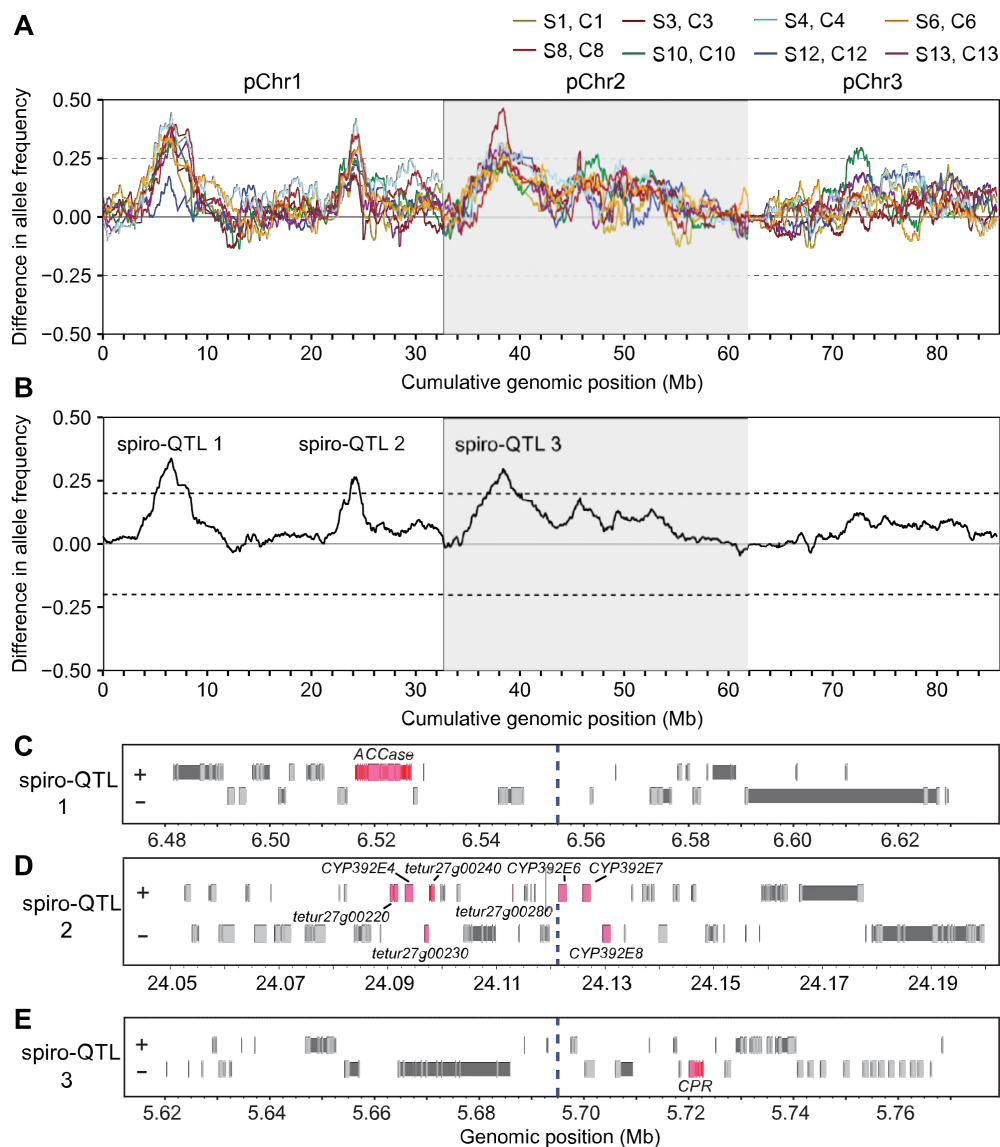 A
S1, C1 S3, C3 S4, C4 S6, C6
S8, C8 S10, C10 S12, C12 S13, C13
pChr1 pChr2 pChr3
Difference in allele frequency
0.50
0.25
0.00
−0.25
−0.50
0 10 20 30 40 50 60 70 80
Cumulative genomic position (Mb)
B
Difference in allele frequency
0.50
0.25
0.00
−0.25
−0.50
spiro-QTL 1 spiro-QTL 2 spiro-QTL 3
0 10 20 30 40 50 60 70 80
Cumulative genomic position (Mb)
C
spiro-QTL
1
+
−
ACCase
6.48 6.50 6.52 6.54 6.56 6.58 6.60 6.62
D
spiro-QTL
2
+
−
CYP392E4 tetur27g00240 CYP392E6 CYP392E7
tetur27g00220 tetur27g00280
tetur27g00230 CYP392E8
24.05 24.07 24.09 24.11 24.13 24.15 24.17 24.19
E
spiro-QTL
3
+
−
CPR
5.62 5.64 5.66 5.68 5.70 5.72 5.74 5.76
Genomic position (Mb)